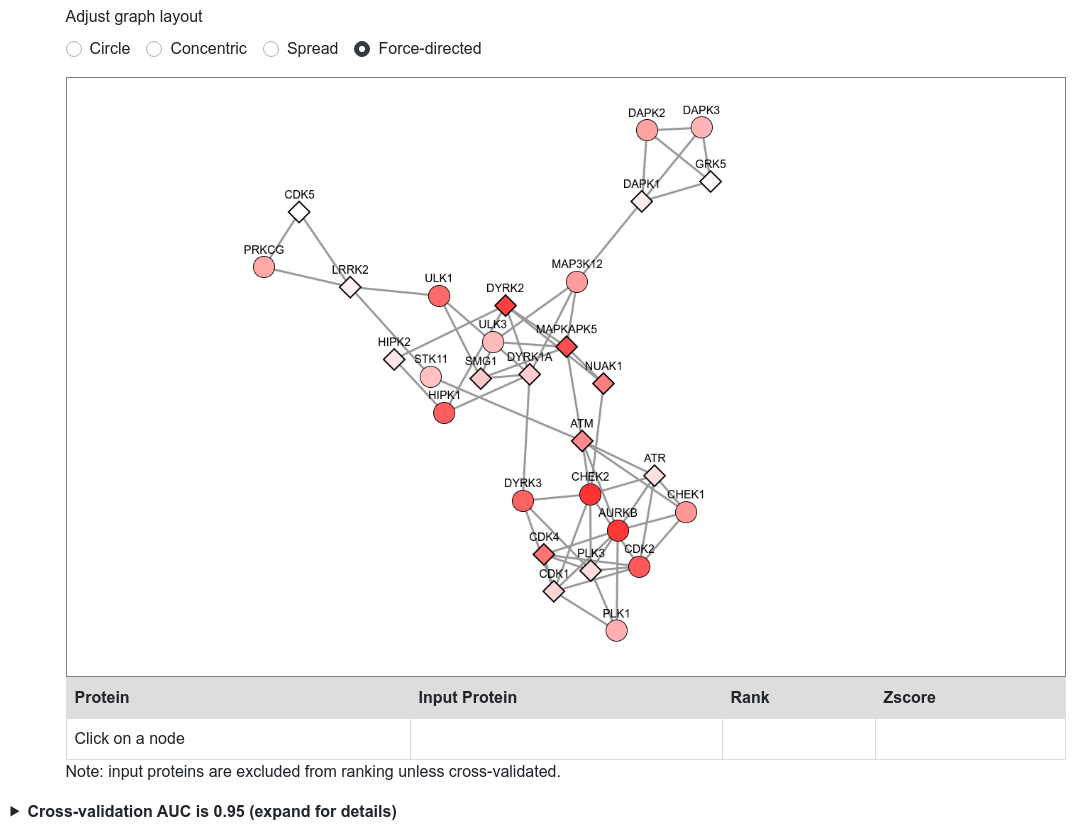 Adjust graph layout
Circle Concentric Spread Force-directed
DAPK2 DAPK3
GRK5
DAPK1
CDK5
PRKCG
LRRK2
MAP3K12
ULK1
DYRK2
ULK3
MAPKAPK5
HIPK2
STK11
SMG1
DYRK1A
NUAK1
HIPK1
ATM
ATR
DYRK3
CHEK2
CHEK1
AURKB
CDK4
PLK3
CDK2
CDK1
PLK1
Protein Input Protein Rank Zscore
Click on a node
Note: input proteins are excluded from ranking unless cross-validated.
Cross-validation AUC is 0.95 (expand for details)